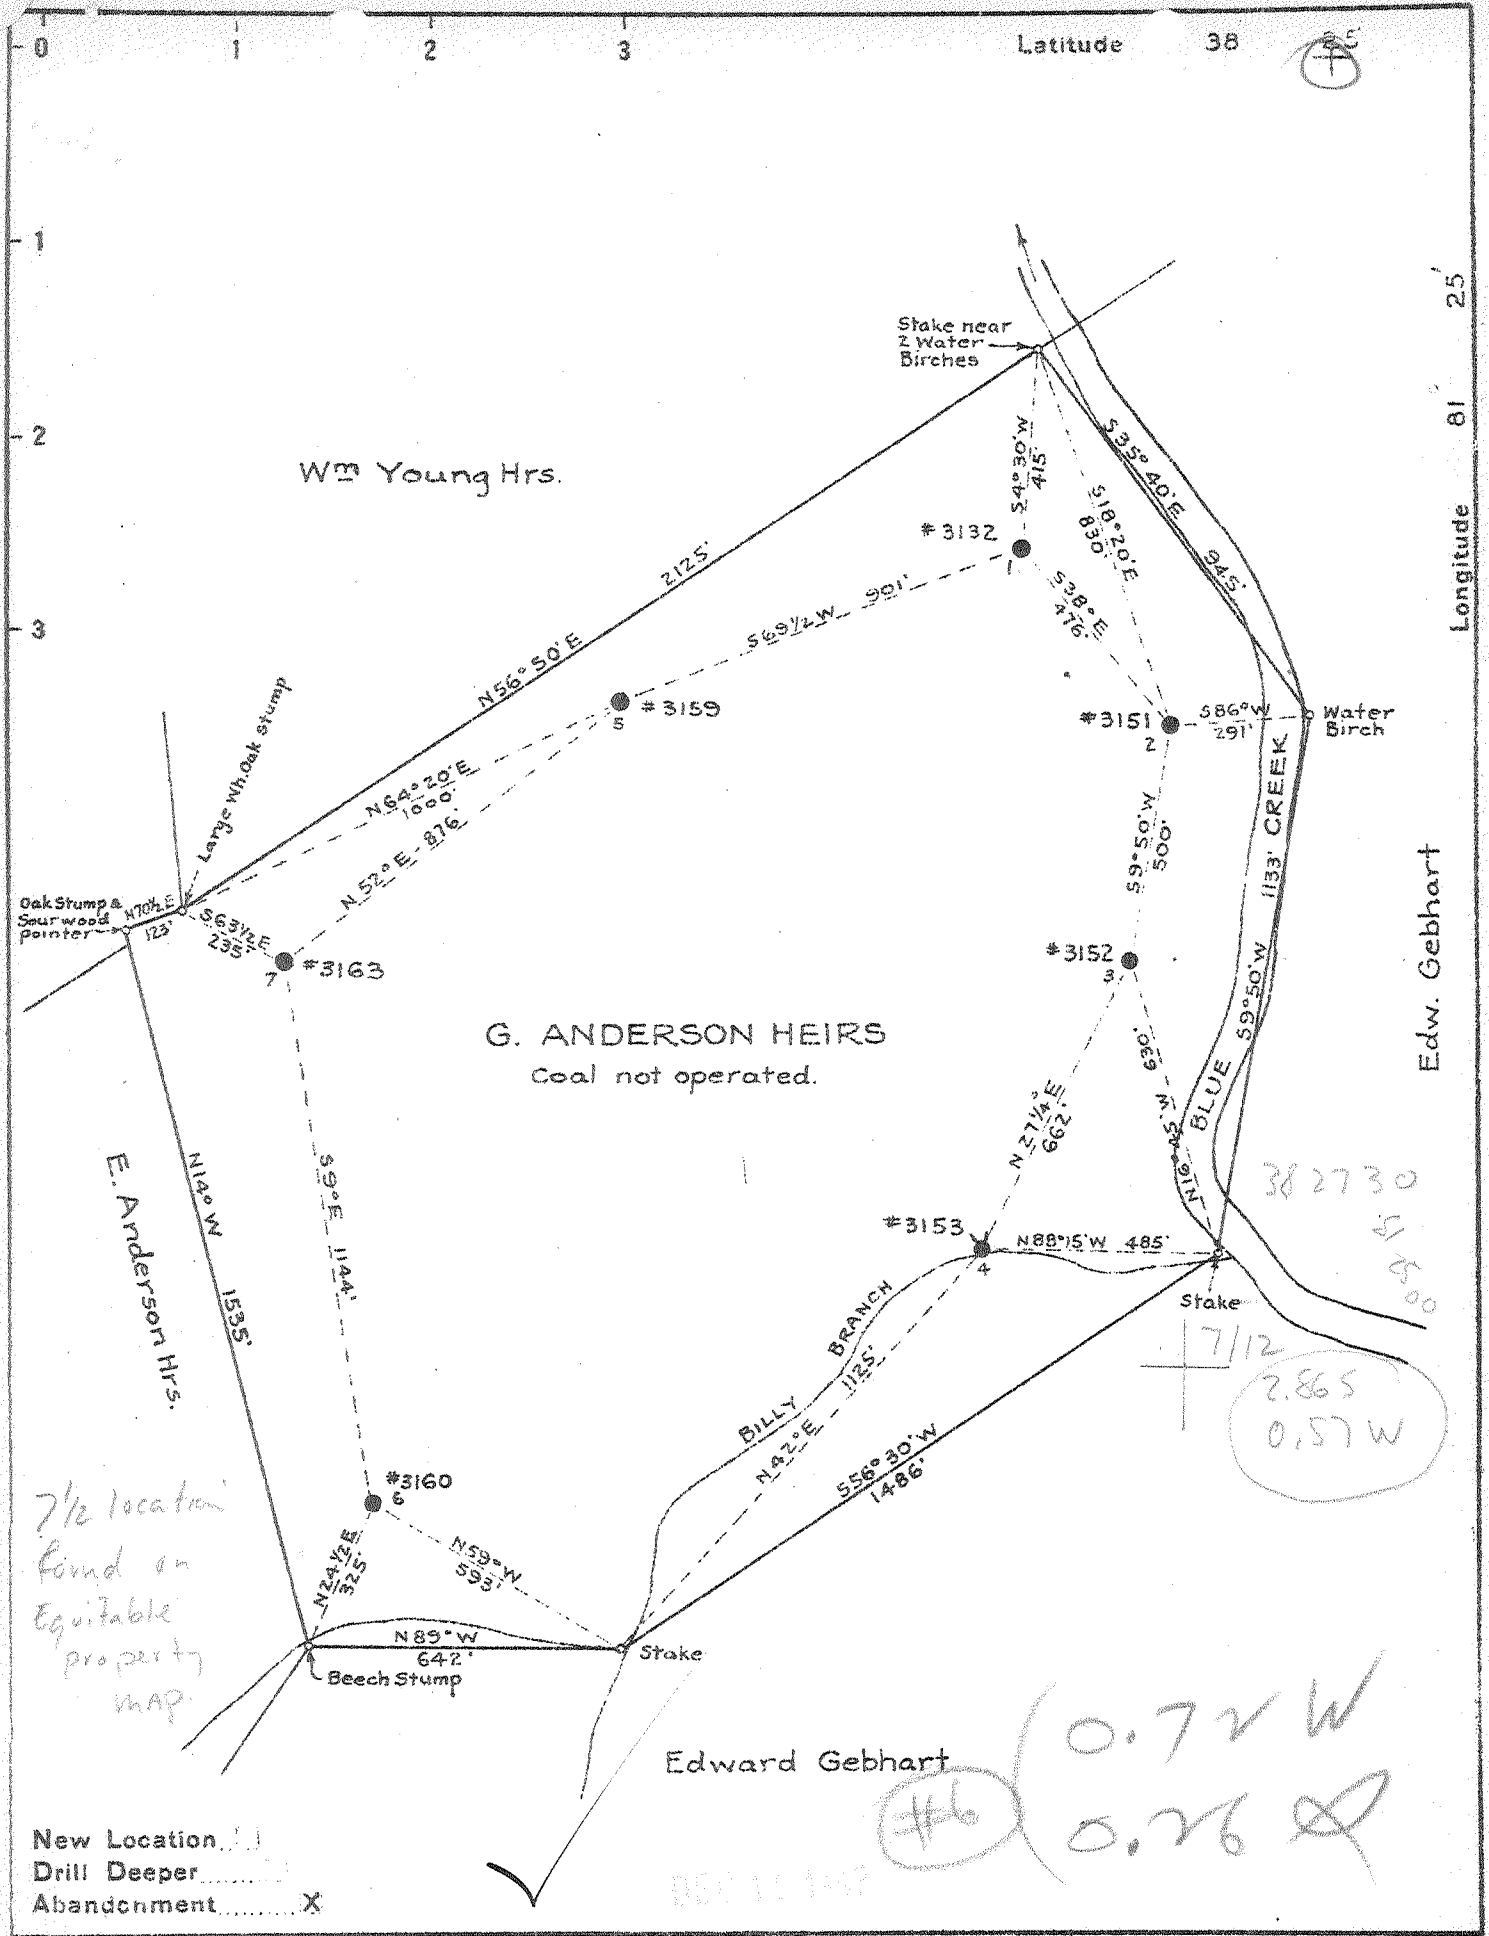 0 1 2 3 Latitude 38
1
2
3
Longitude 81 25'
Stake near
2 Water
Birches
Wm Young Hrs.
N56°50'E 2125'
S4°30'W
415'
S18°20'E
830'
S35°40'E 945'
#3132
1
S38°E
476'
S69½W 901'
#3159
5
#3151
2
S86°W
291'
Water
Birch
Large Wh.Oak Stump
N64°20'E
1000'
N52°E - 876'
S9°50'W
500'
BLUE CREEK
S9°50'W 1133'
Edw. Gebhart
Oak Stump &
Sourwood
pointer
N70½E
123'
S63½E
235'
#3163
7
#3152
3
G. ANDERSON HEIRS
Coal not operated.
N16°45'W 630'
N27¼°E
662'
E. Anderson Hrs.
N14°W 1535'
S9°E 1144'
#3153
4
N88°15'W 485'
Stake
382730
81
25
00
7/12
2.865
0.57 W
BILLY BRANCH
N42°E 1125'
S56°30'W
1486'
#3160
6
N24½E
325'
N59°W
593'
7½ location
found on
Equitable
property
map
N89°W
642'
Stake
Beech Stump
Edward Gebhart
#6
0.72 W
0.26
New Location
Drill Deeper
Abandonment X